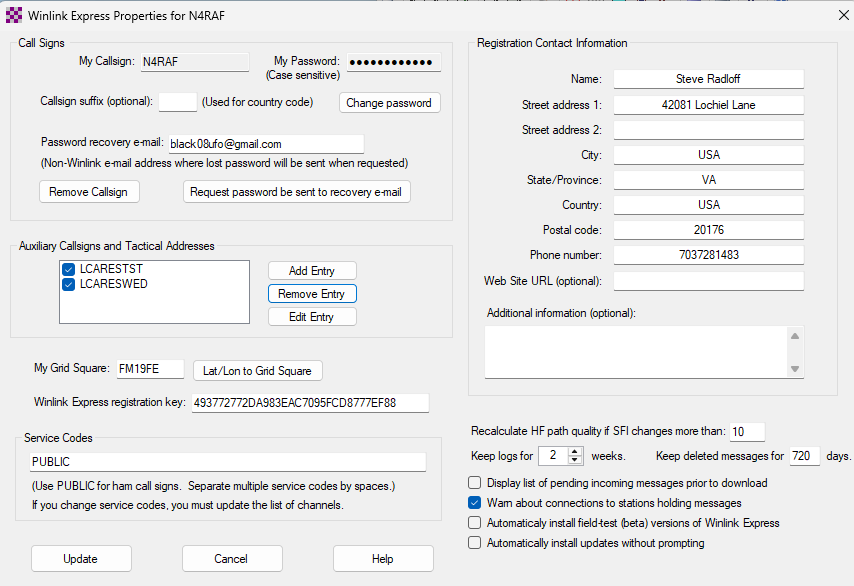 Winlink Express Properties for N4RAF
Call Signs
My Callsign: N4RAF My Password: ●●●●●●●●●●●●
(Case sensitive)
Callsign suffix (optional): (Used for country code) Change password
Password recovery e-mail: black08ufo@gmail.com
(Non-Winlink e-mail address where lost password will be sent when requested)
Remove Callsign Request password be sent to recovery e-mail
Auxiliary Callsigns and Tactical Addresses
LCARESTST
LCARESWED
Add Entry
Remove Entry
Edit Entry
My Grid Square: FM19FE Lat/Lon to Grid Square
Winlink Express registration key: 493772772DA983EAC7095FCD8777EF88
Service Codes
PUBLIC
(Use PUBLIC for ham call signs. Separate multiple service codes by spaces.)
If you change service codes, you must update the list of channels.
Update Cancel Help
Registration Contact Information
Name: Steve Radloff
Street address 1: 42081 Lochiel Lane
Street address 2:
City: USA
State/Province: VA
Country: USA
Postal code: 20176
Phone number: 7037281483
Web Site URL (optional):
Additional information (optional):
Recalculate HF path quality if SFI changes more than: 10
Keep logs for 2 weeks. Keep deleted messages for 720 days.
Display list of pending incoming messages prior to download
Warn about connections to stations holding messages
Automaticaly install field-test (beta) versions of Winlink Express
Automatically install updates without prompting